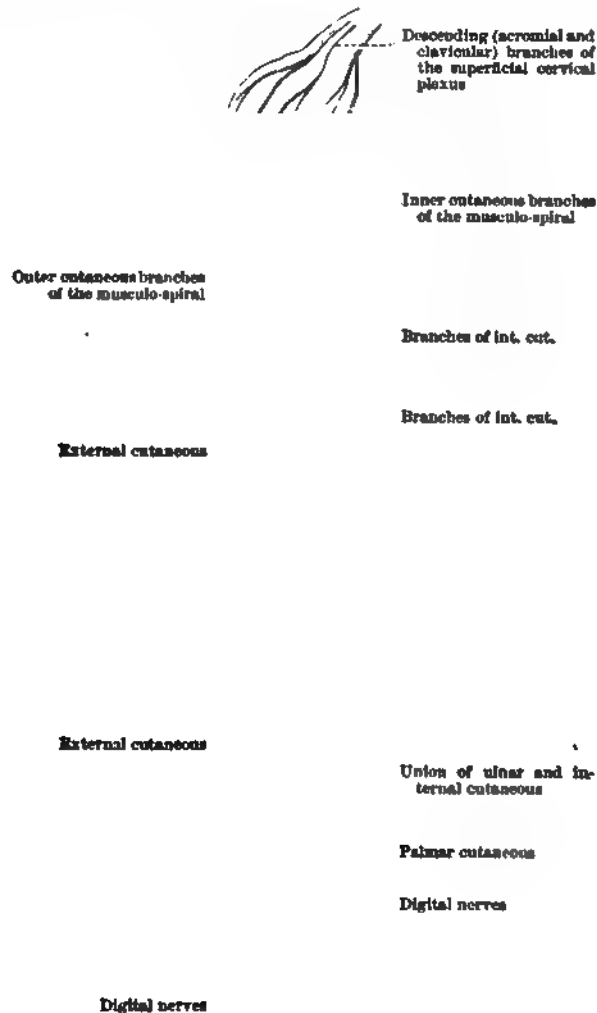 Descending (acromial and
clavicular) branches of
the superficial cervical
plexus
Inner cutaneous branches
of the musculo-spiral
Outer cutaneous branches
of the musculo-spiral
Branches of int. cut.
Branches of int. cut.
External cutaneous
External cutaneous
Union of ulnar and in-
ternal cutaneous
Palmar cutaneous
Digital nerves
Digital nerves